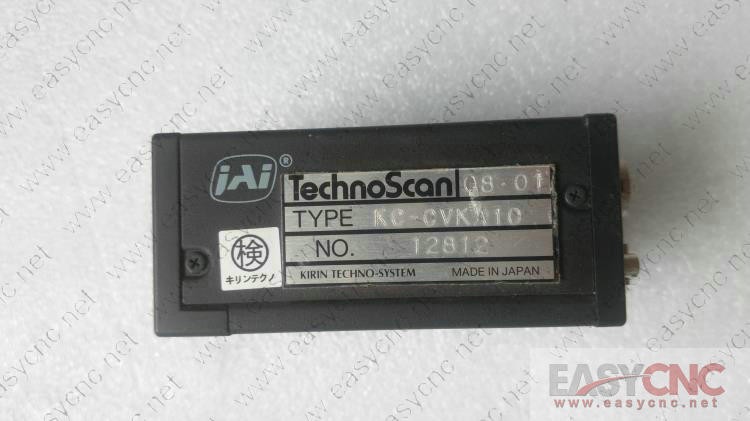 JAi®
TechnoScan 08-01
TYPE KC-CVKA10
NO. 12812
KIRIN TECHNO-SYSTEM MADE IN JAPAN
検
キリンテクノ
EASYCNC
www.easycnc.net